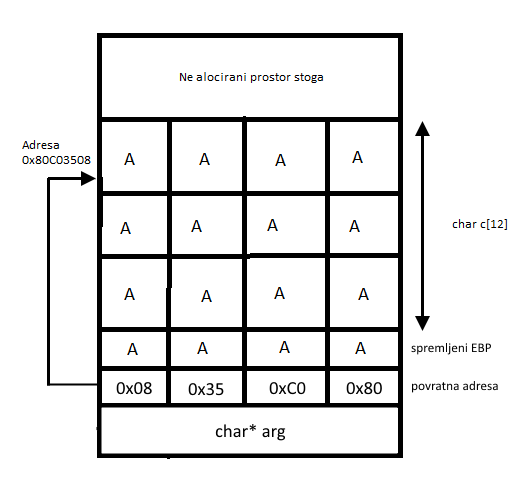 Ne alocirani prostor stoga
Adresa
0x80C03508
A A A A
char c[12]
A A A A
A A A A
A A A A
spremljeni EBP
0x08 0x35 0xC0 0x80
povratna adresa
char* arg